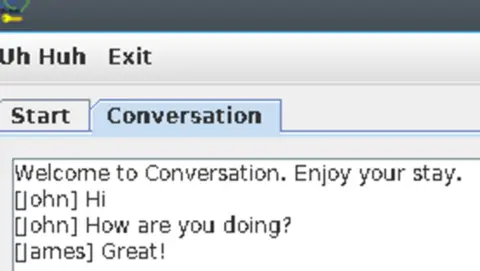 Uh Huh Exit
Start Conversation
Welcome to Conversation. Enjoy your stay.
[John] Hi
[John] How are you doing?
[James] Great!